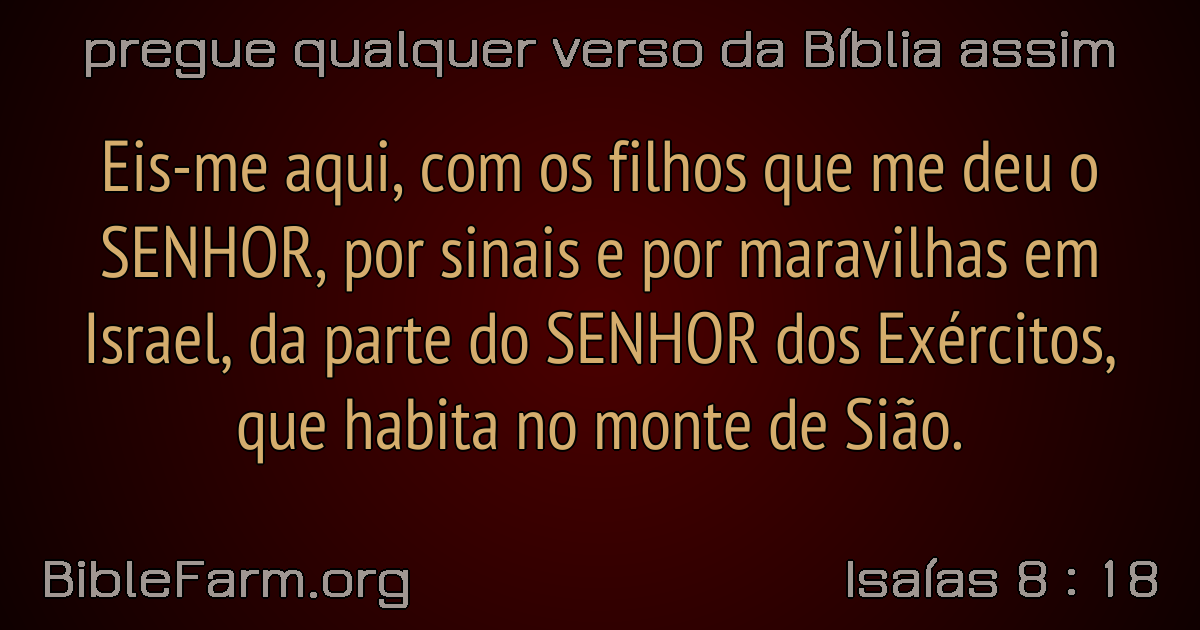 pregue qualquer verso da Bíblia assim
Eis-me aqui, com os filhos que me deu o
SENHOR, por sinais e por maravilhas em
Israel, da parte do SENHOR dos Exércitos,
que habita no monte de Sião.
BibleFarm.org
Isaías 8 : 18